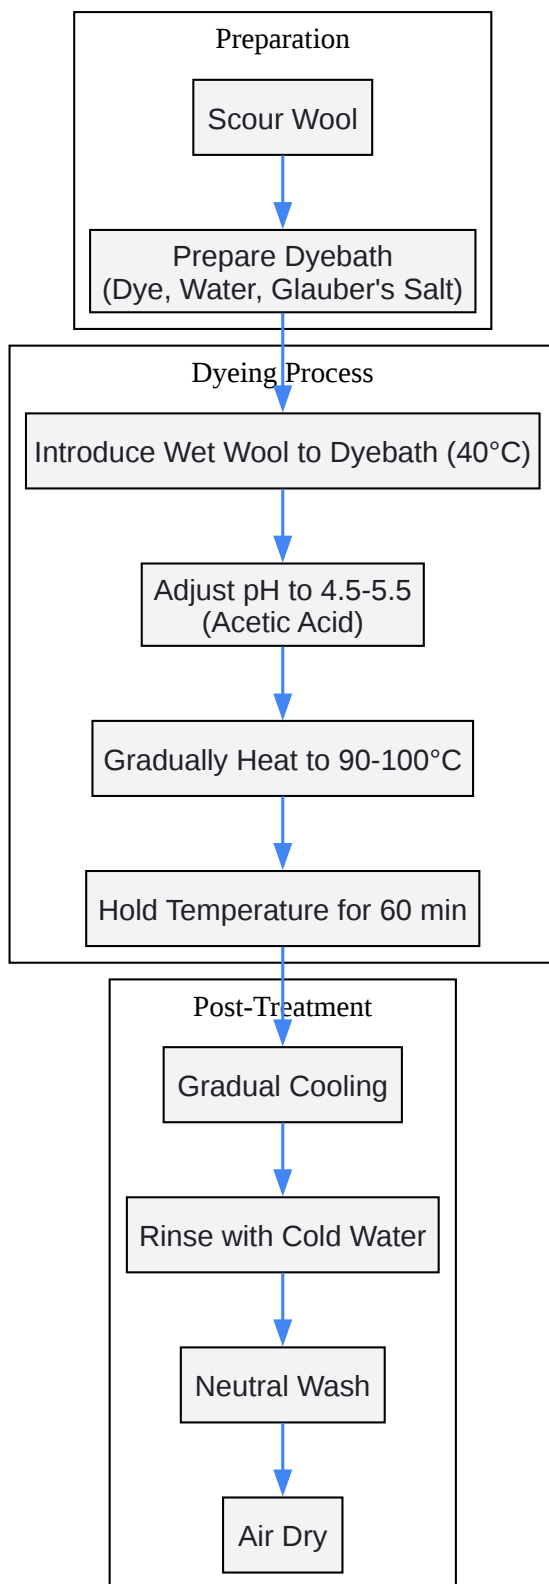 Preparation
Scour Wool
Prepare Dyebath
(Dye, Water, Glauber's Salt)
Dyeing Process
Introduce Wet Wool to Dyebath (40°C)
Adjust pH to 4.5-5.5
(Acetic Acid)
Gradually Heat to 90-100°C
Hold Temperature for 60 min
Post-Treatment
Gradual Cooling
Rinse with Cold Water
Neutral Wash
Air Dry